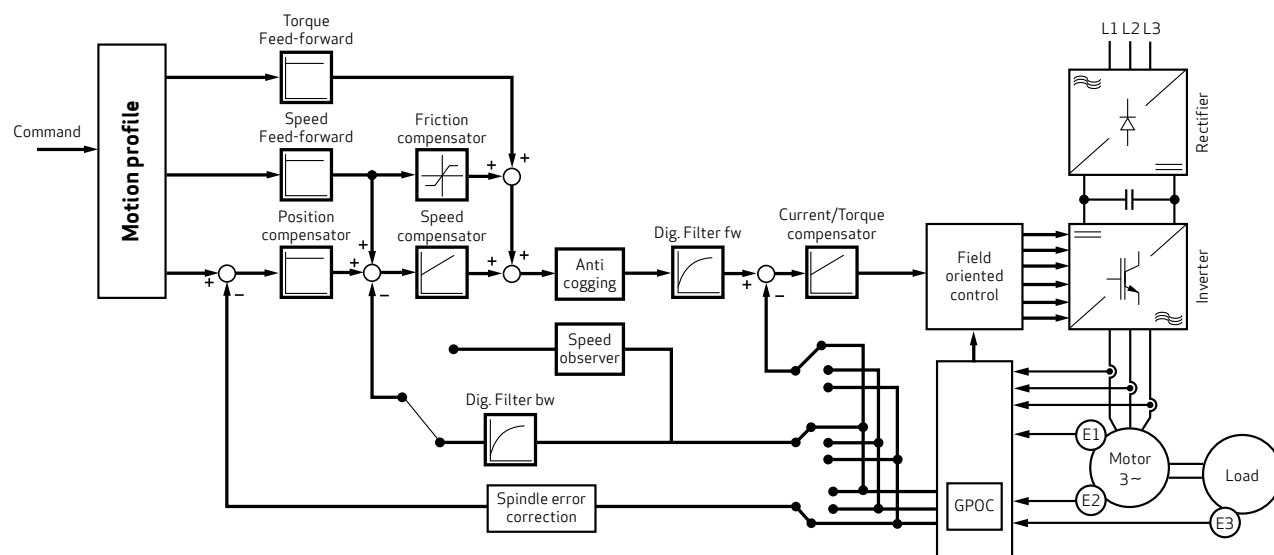 Torque
Feed-forward
L1 L2 L3
Rectifier
Command
Motion profile
Speed
Feed-forward
Friction
compensator
+
+
Position
compensator
Speed
compensator
Dig. Filter fw
Current/Torque
compensator
Field
oriented
control
Inverter
Anti
cogging
+
+
+
+
+
+
+
−
−
−
Speed
observer
Dig. Filter bw
Spindle error
correction
GPOC
E1
Motor
3~
E2
Load
E3